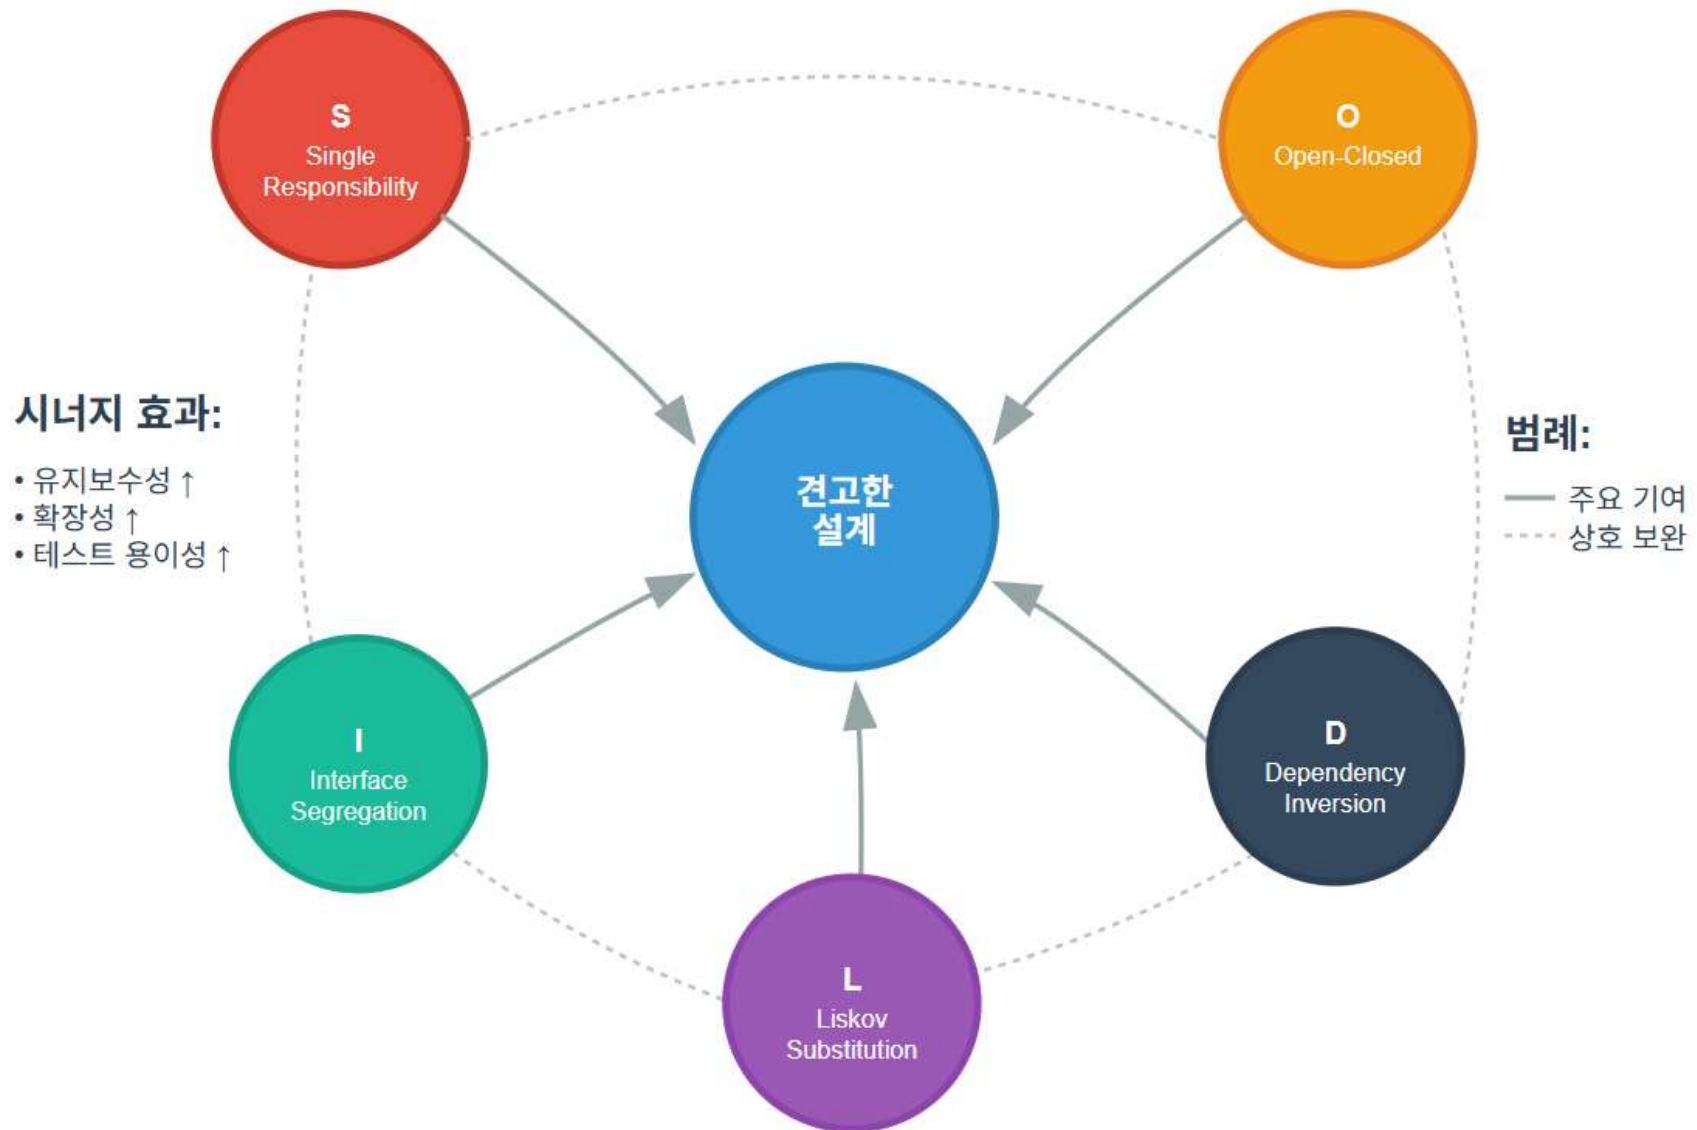 S
Single
Responsibility
O
Open-Closed
시너지 효과:
• 유지보수성 ↑
• 확장성 ↑
• 테스트 용이성 ↑
견고한
설계
범례:
주요 기여
상호 보완
I
Interface
Segregation
D
Dependency
Inversion
L
Liskov
Substitution